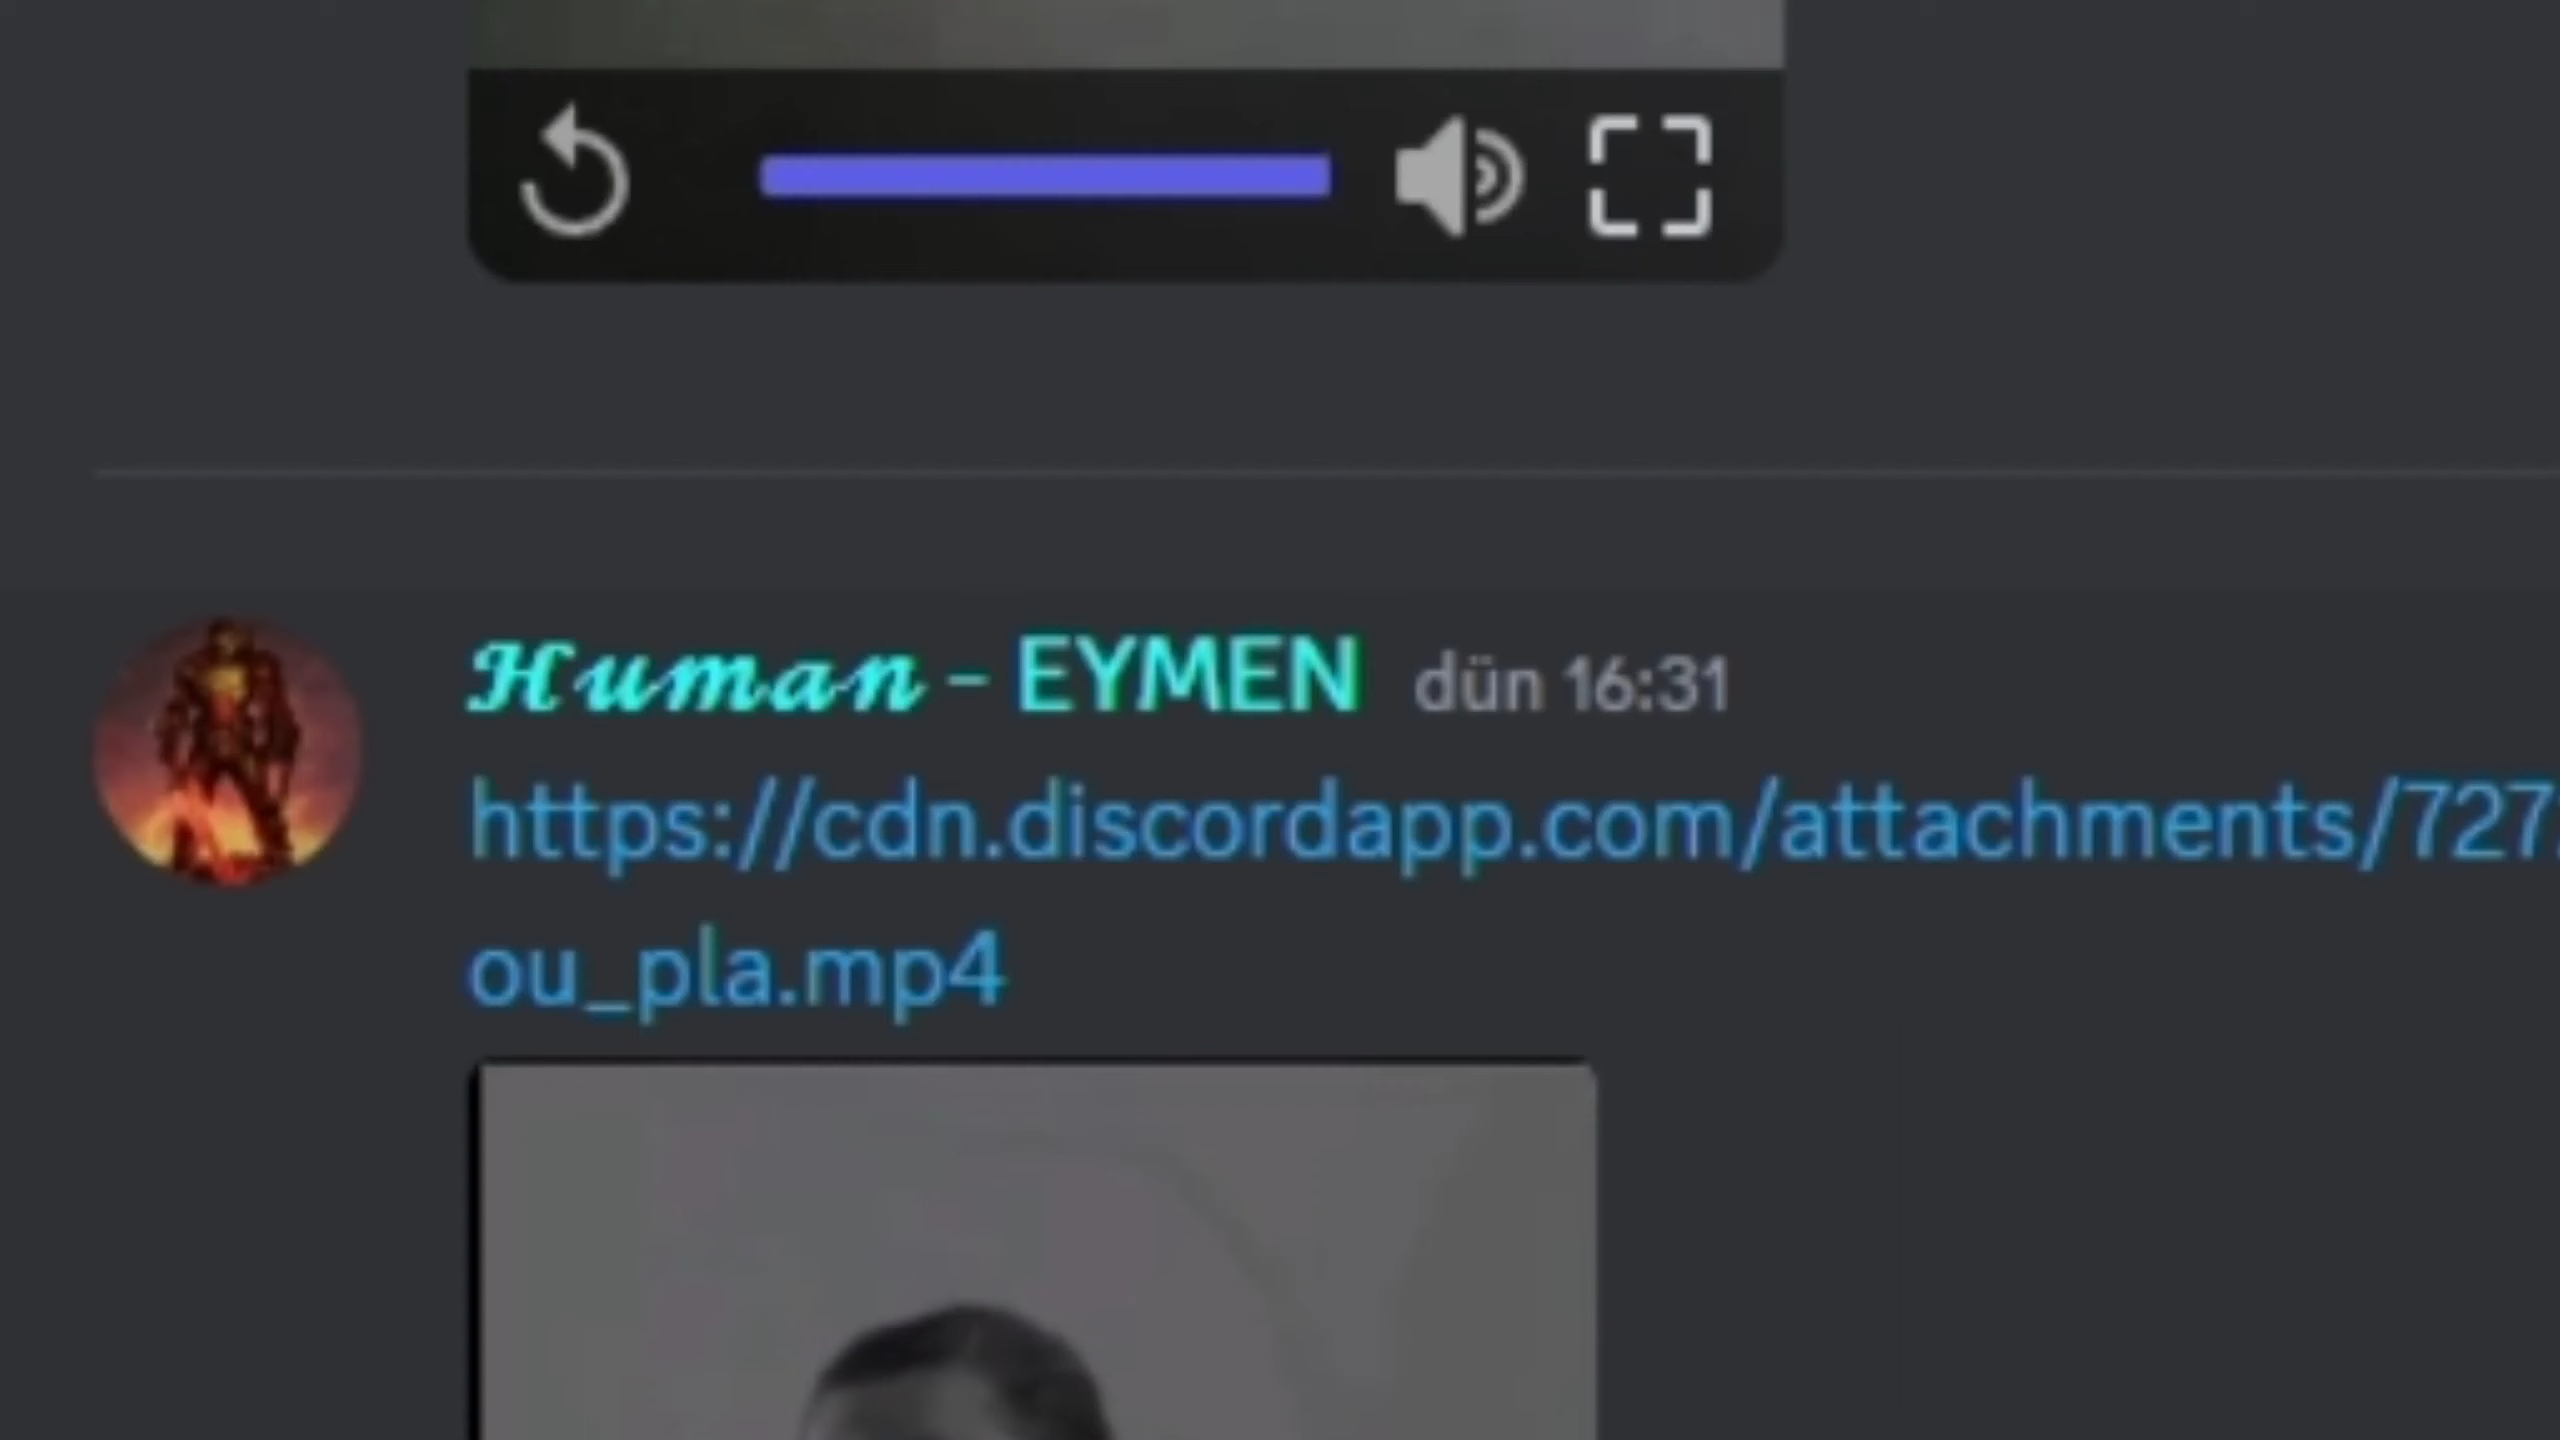 𝓗𝓾𝓶𝓪𝓷 - EYMEN dün 16:31
https://cdn.discordapp.com/attachments/727
ou_pla.mp4